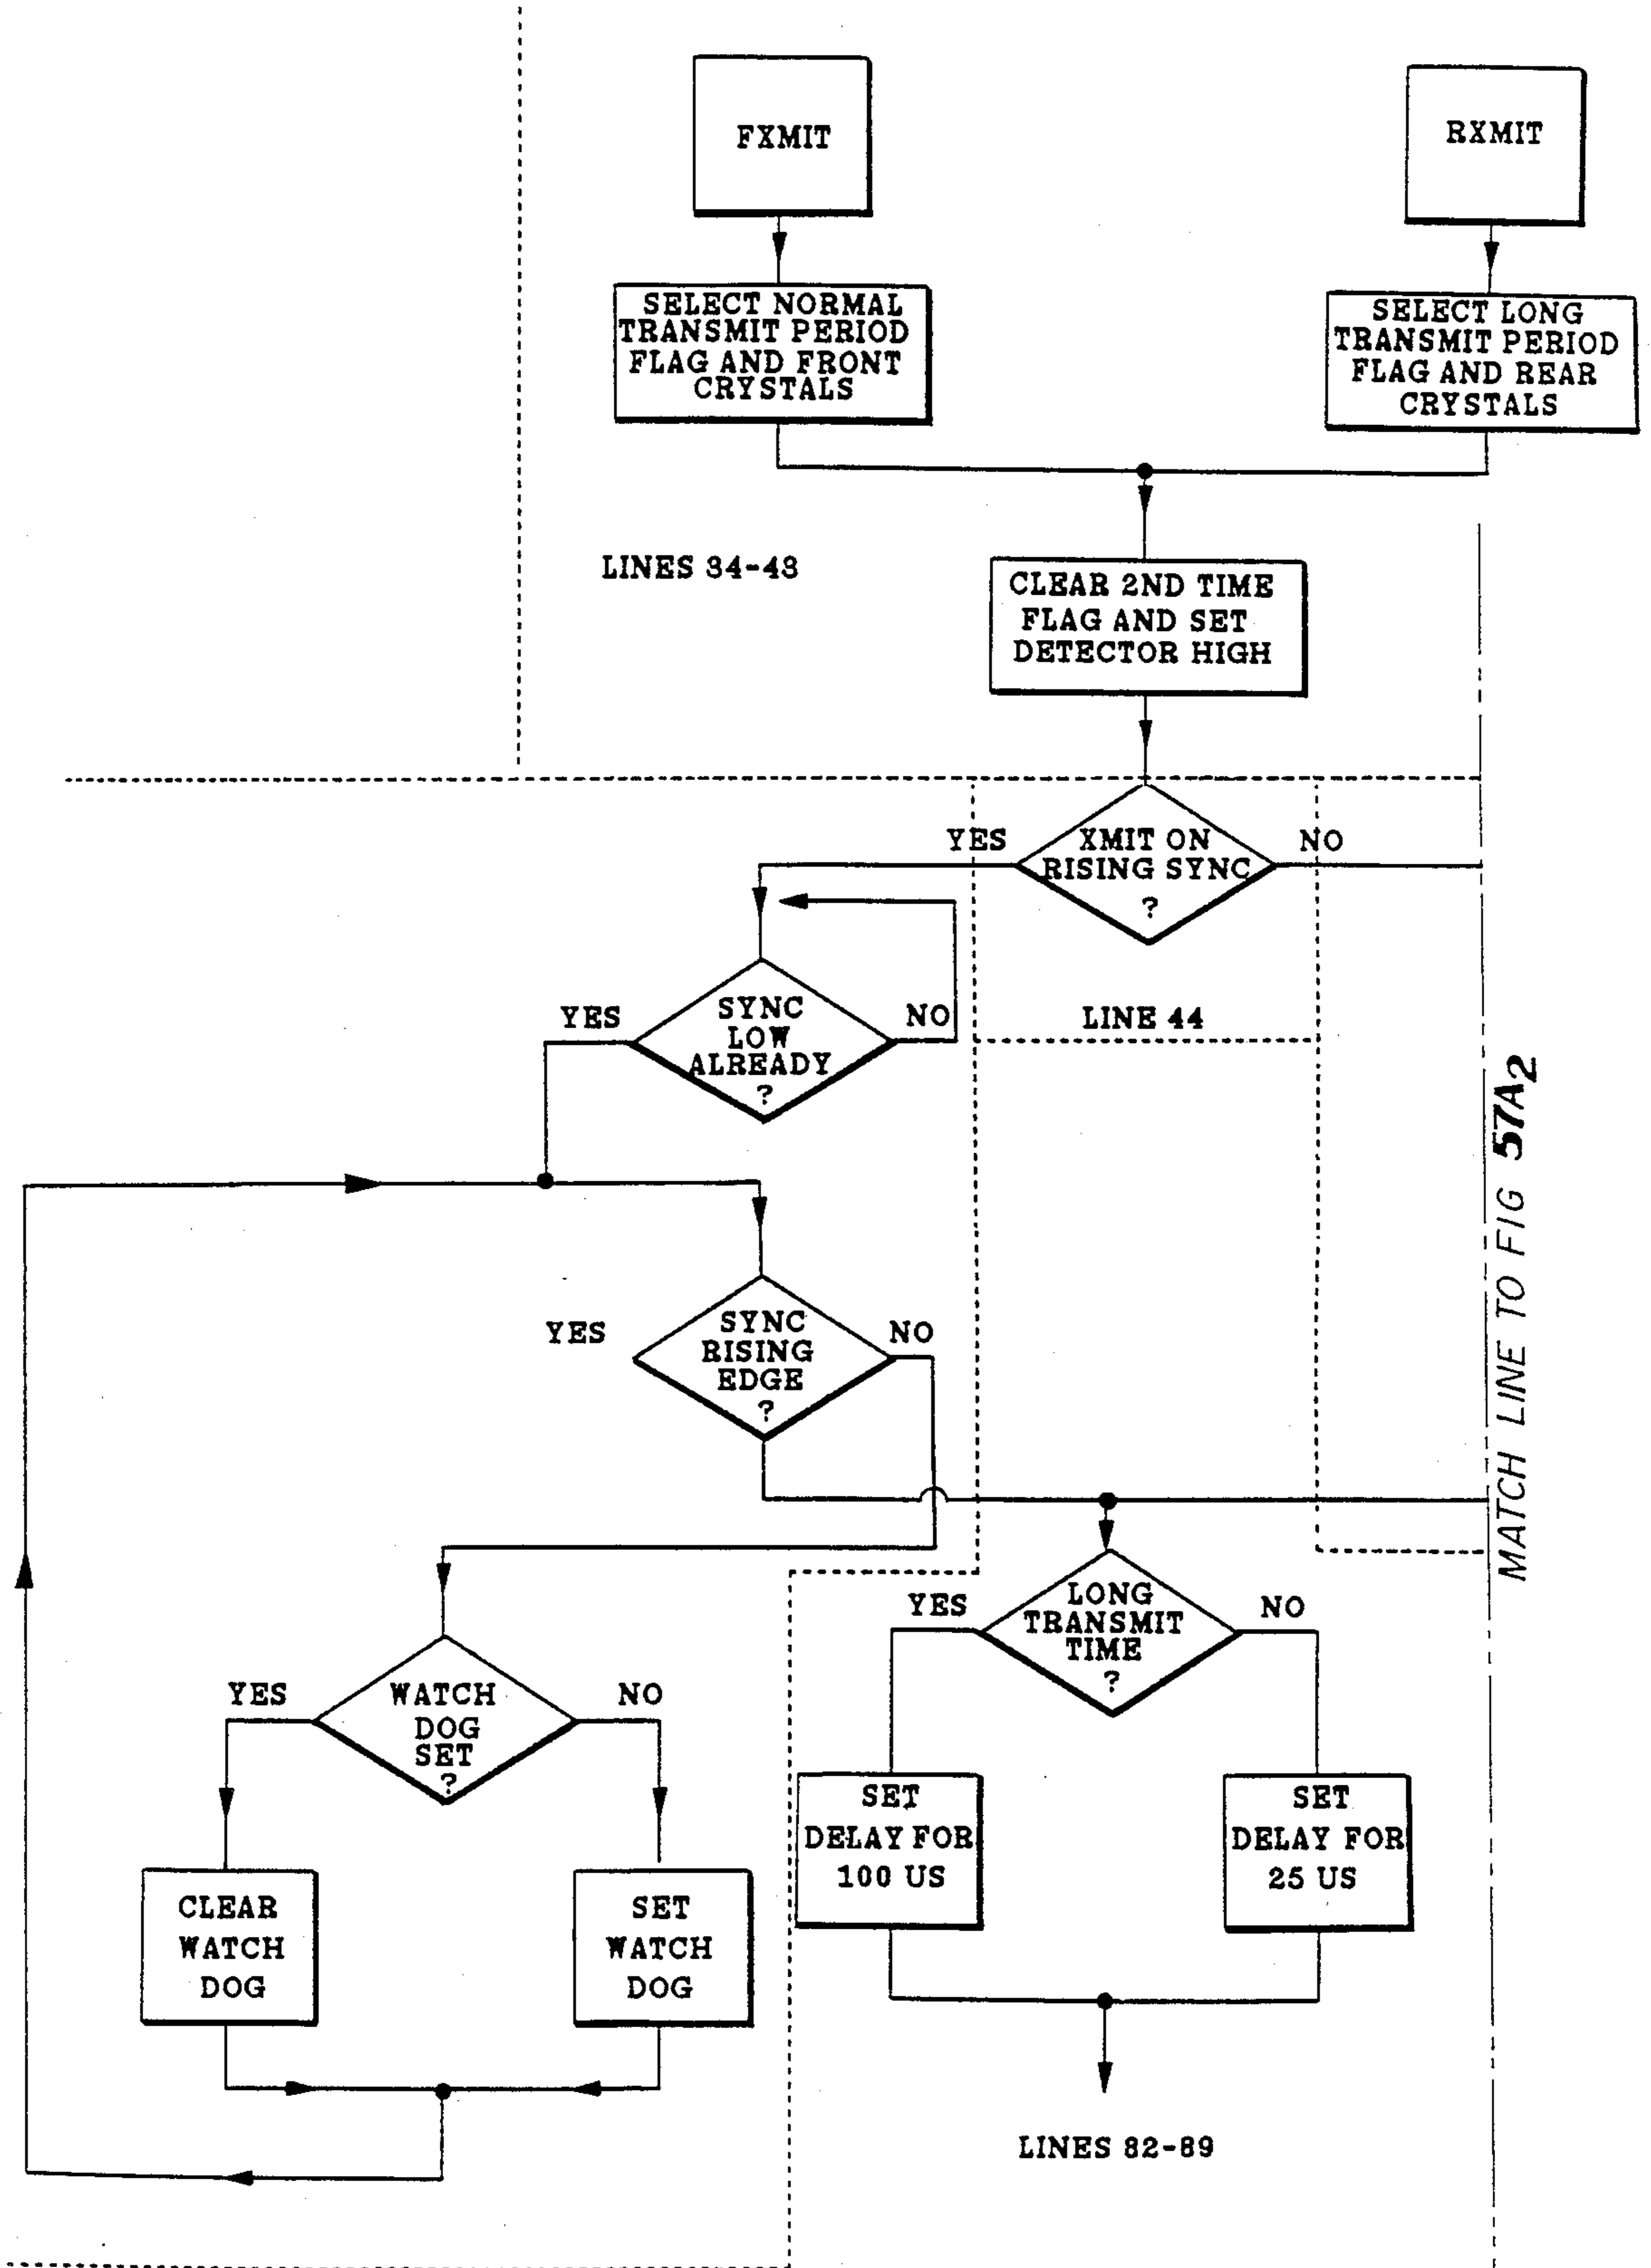 FXMIT
RXMIT
SELECT NORMAL
TRANSMIT PERIOD
FLAG AND FRONT
CRYSTALS
SELECT LONG
TRANSMIT PERIOD
FLAG AND REAR
CRYSTALS
LINES 34-43
CLEAR 2ND TIME
FLAG AND SET
DETECTOR HIGH
YES
XMIT ON
RISING SYNC
?
NO
YES
SYNC
LOW
ALREADY
?
NO
LINE 44
MATCH LINE TO FIG 57A2
YES
SYNC
RISING
EDGE
?
NO
YES
LONG
TRANSMIT
TIME
?
NO
YES
WATCH
DOG
SET
?
NO
SET
DELAY FOR
100 US
SET
DELAY FOR
25 US
CLEAR
WATCH
DOG
SET
WATCH
DOG
LINES 82-89